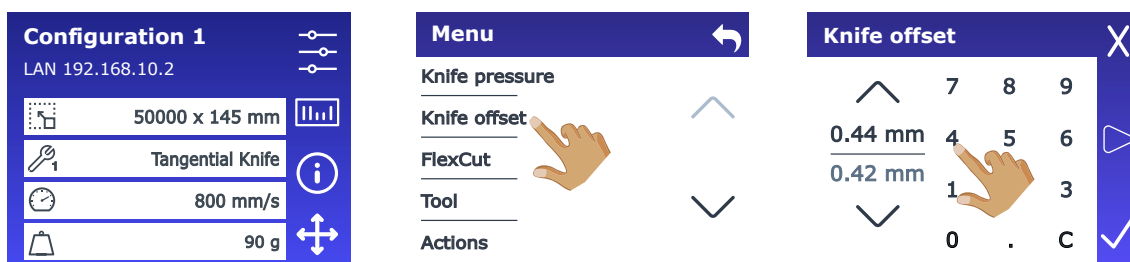 Configuration 1
LAN 192.168.10.2
50000 x 145 mm
1
Tangential Knife
800 mm/s
90 g
Menu
Knife pressure
Knife offset
FlexCut
Tool
Actions
Knife offset
0.44 mm
0.42 mm
7 8 9
4 5 6
1 3
0 . C